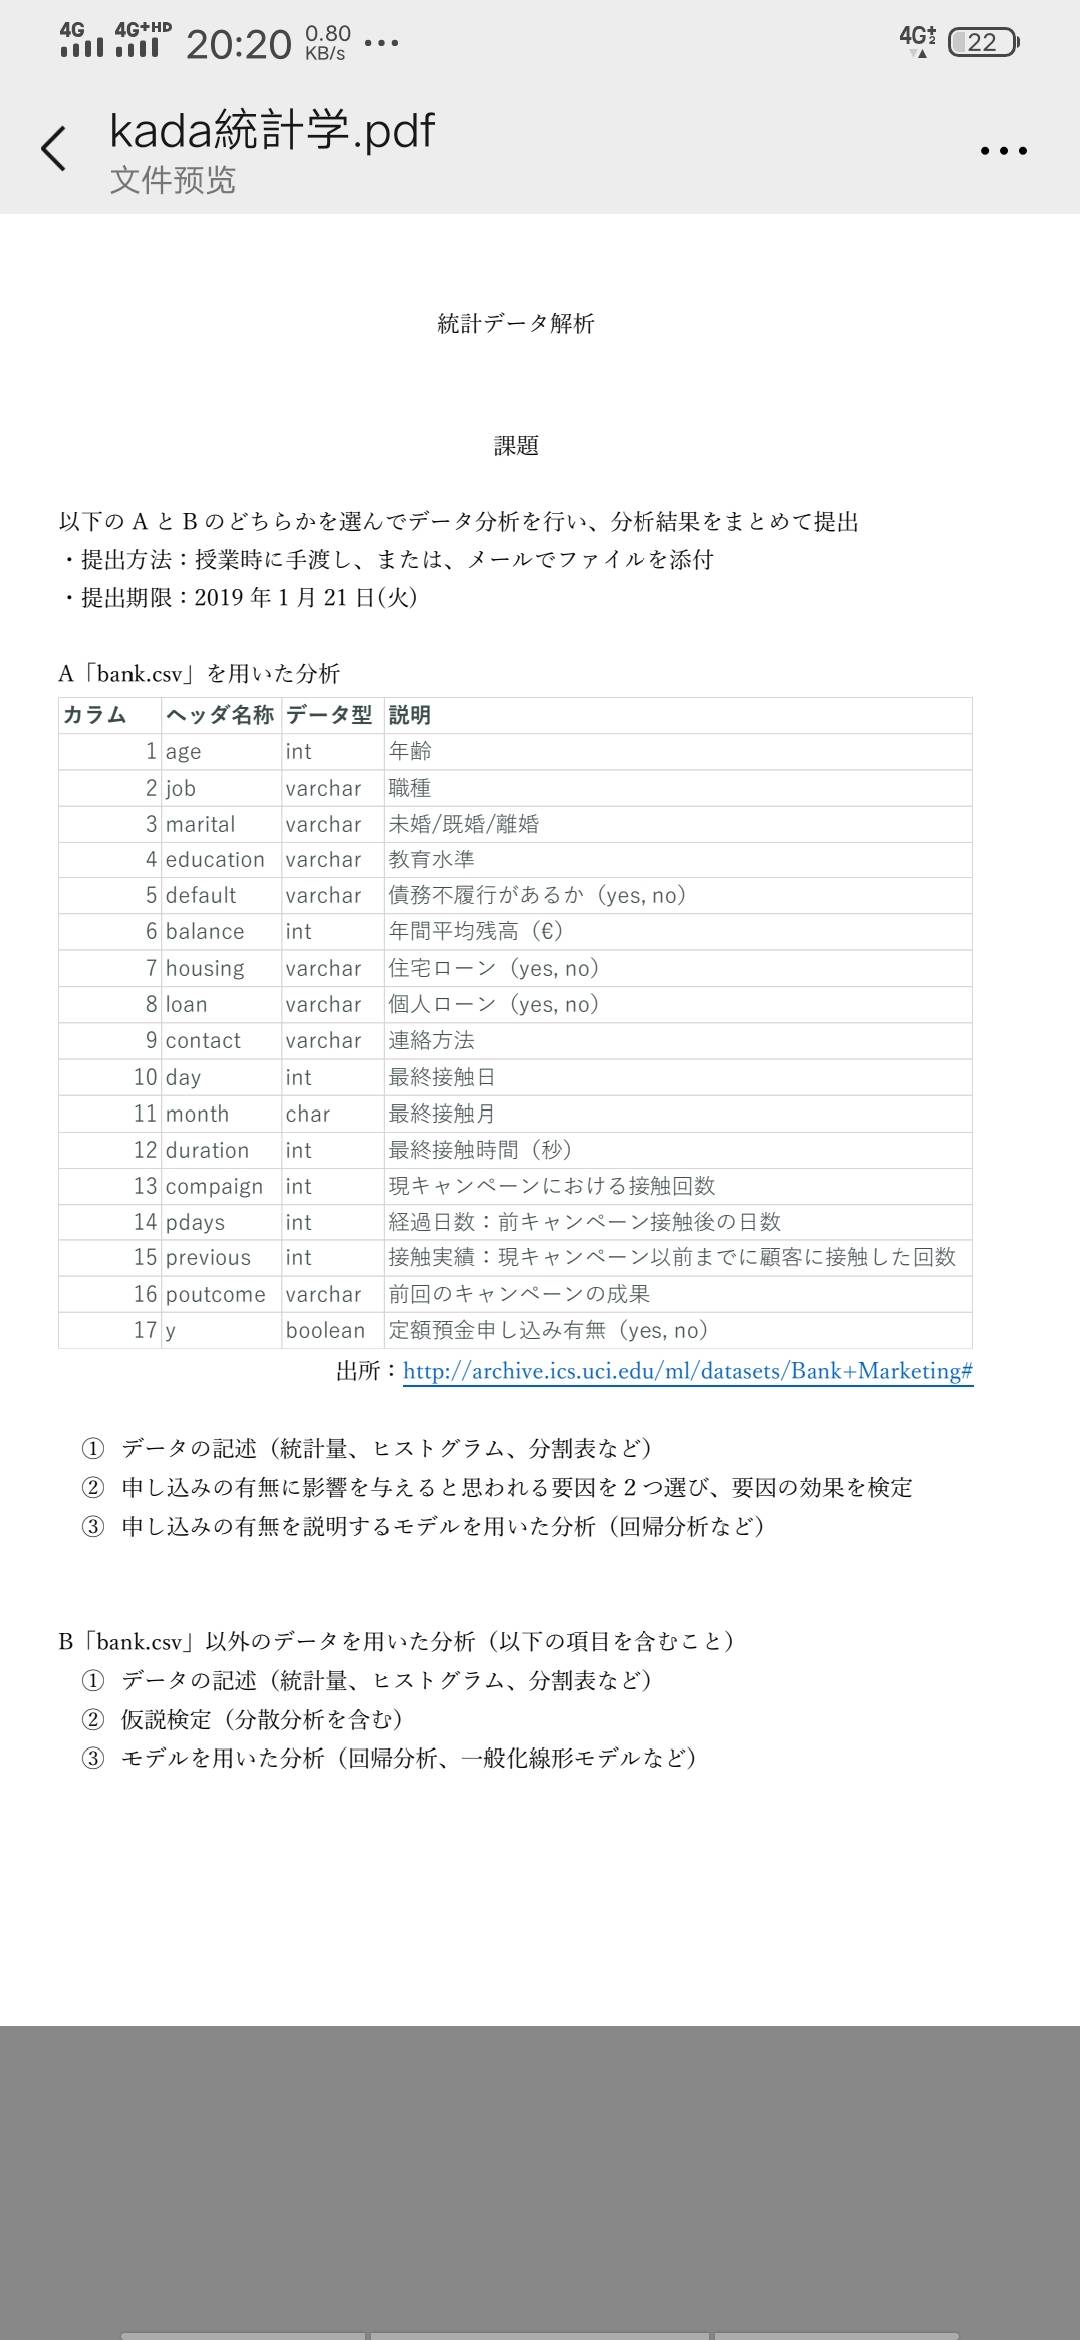 4G 4G+HD 20:20 0.80 KB/s ... 4G+2 22
kada統計学.pdf
文件预览
統計データ解析
課題
以下の A と B のどちらかを選んでデータ分析を行い、分析結果をまとめて提出
・提出方法：授業時に手渡し、または、メールでファイルを添付
・提出期限：2019 年 1 月 21 日(火)
A「bank.csv」を用いた分析
カラム ヘッダ名称 データ型 説明
1 age int 年齢
2 job varchar 職種
3 marital varchar 未婚/既婚/離婚
4 education varchar 教育水準
5 default varchar 債務不履行があるか（yes, no）
6 balance int 年間平均残高（€）
7 housing varchar 住宅ローン（yes, no）
8 loan varchar 個人ローン（yes, no）
9 contact varchar 連絡方法
10 day int 最終接触日
11 month char 最終接触月
12 duration int 最終接触時間（秒）
13 compaign int 現キャンペーンにおける接触回数
14 pdays int 経過日数：前キャンペーン接触後の日数
15 previous int 接触実績：現キャンペーン以前までに顧客に接触した回数
16 poutcome varchar 前回のキャンペーンの成果
17 y boolean 定額預金申し込み有無（yes, no）
出所：http://archive.ics.uci.edu/ml/datasets/Bank+Marketing#
① データの記述（統計量、ヒストグラム、分割表など）
② 申し込みの有無に影響を与えると思われる要因を２つ選び、要因の効果を検定
③ 申し込みの有無を説明するモデルを用いた分析（回帰分析など）
B「bank.csv」以外のデータを用いた分析（以下の項目を含むこと）
① データの記述（統計量、ヒストグラム、分割表など）
② 仮説検定（分散分析を含む）
③ モデルを用いた分析（回帰分析、一般化線形モデルなど）